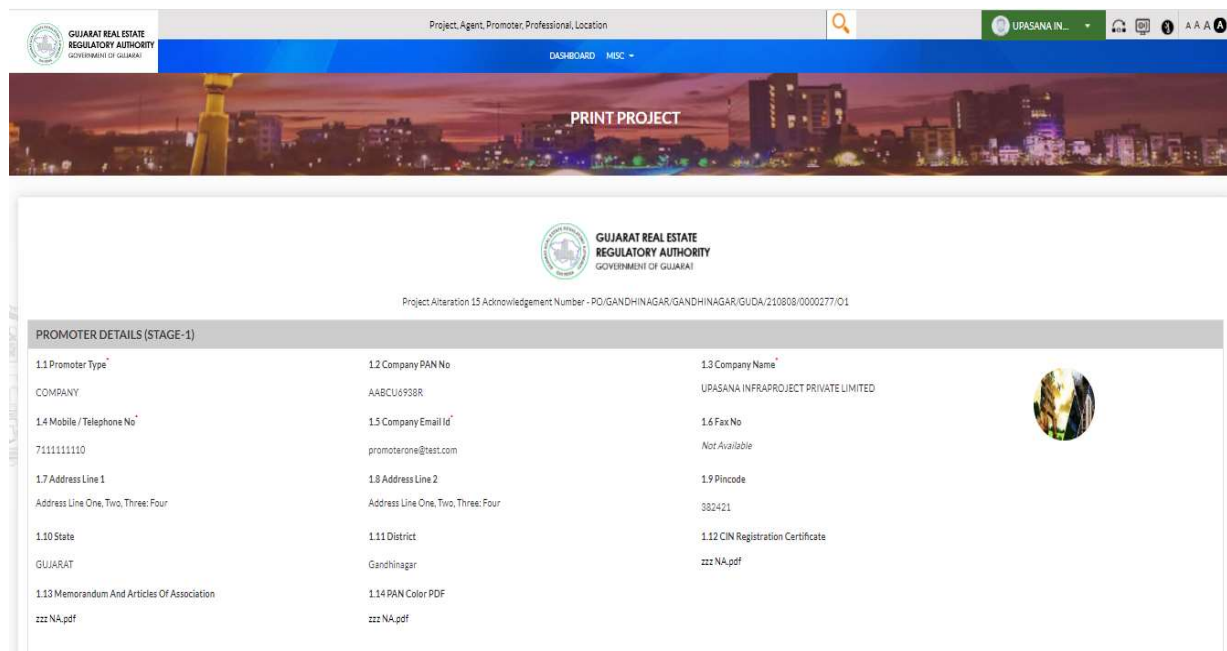 GUJARAT REAL ESTATE
REGULATORY AUTHORITY
GOVERNMENT OF GUJARAT
Project, Agent, Promoter, Professional, Location
UPASANA IN...
A A A A
DASHBOARD MISC
PRINT PROJECT
GUJARAT REAL ESTATE
REGULATORY AUTHORITY
GOVERNMENT OF GUJARAT
Project Alteration 15 Acknowledgement Number - PO/GANDHINAGAR/GANDHINAGAR/GUDA/210808/0000277/O1
PROMOTER DETAILS (STAGE-1)
1.1 Promoter Type* 1.2 Company PAN No 1.3 Company Name*
COMPANY AABCU6938R UPASANA INFRAPROJECT PRIVATE LIMITED
1.4 Mobile / Telephone No* 1.5 Company Email Id* 1.6 Fax No
7111111110 promoterone@test.com Not Available
1.7 Address Line 1 1.8 Address Line 2 1.9 Pincode
Address Line One, Two, Three: Four Address Line One, Two, Three: Four 382421
1.10 State 1.11 District 1.12 CIN Registration Certificate
GUJARAT Gandhinagar zzz NA.pdf
1.13 Memorandum And Articles Of Association 1.14 PAN Color PDF
zzz NA.pdf zzz NA.pdf